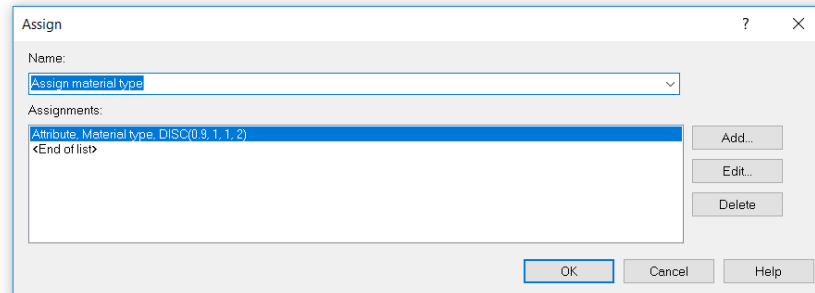 Assign
?
Name:
Assign material type
Assignments:
Attribute, Material type, DISC(0.9, 1, 1, 2)
<End of list>
Add...
Edit...
Delete
OK
Cancel
Help